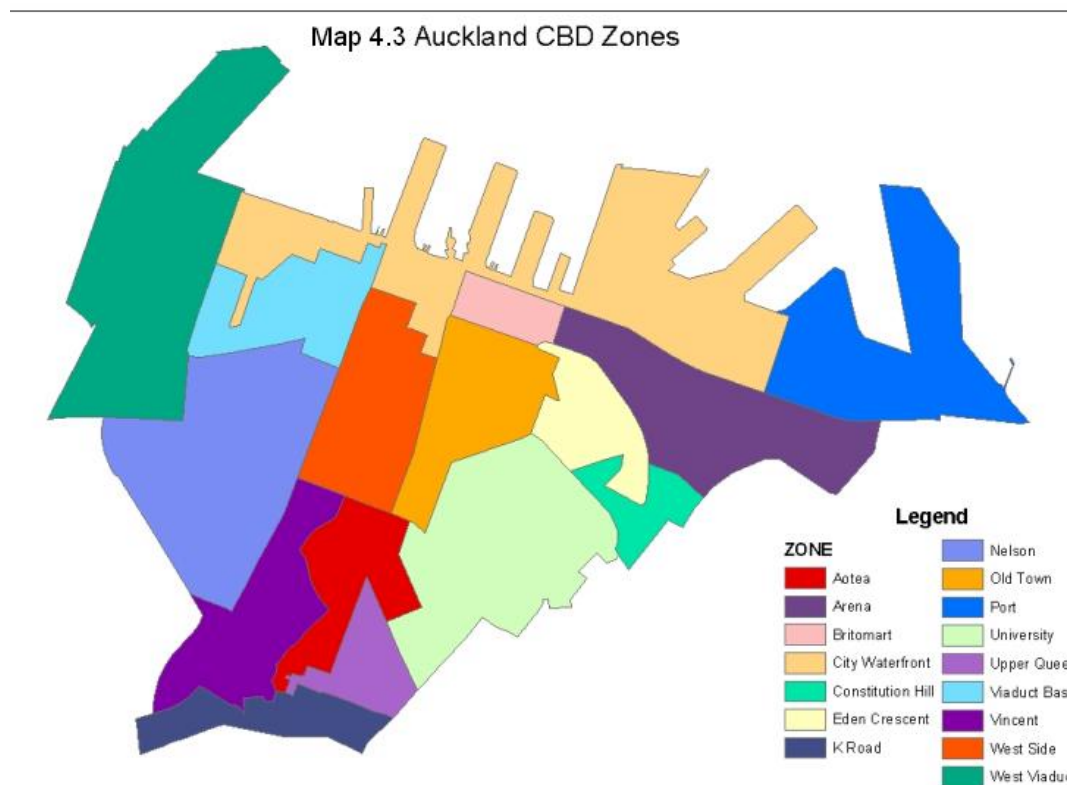 Map 4.3 Auckland CBD Zones
Legend
ZONE
Aotea
Arena
Britomart
City Waterfront
Constitution Hill
Eden Crescent
K Road
Nelson
Old Town
Port
University
Upper Quee
Viaduct Bas
Vincent
West Side
West Viaduc